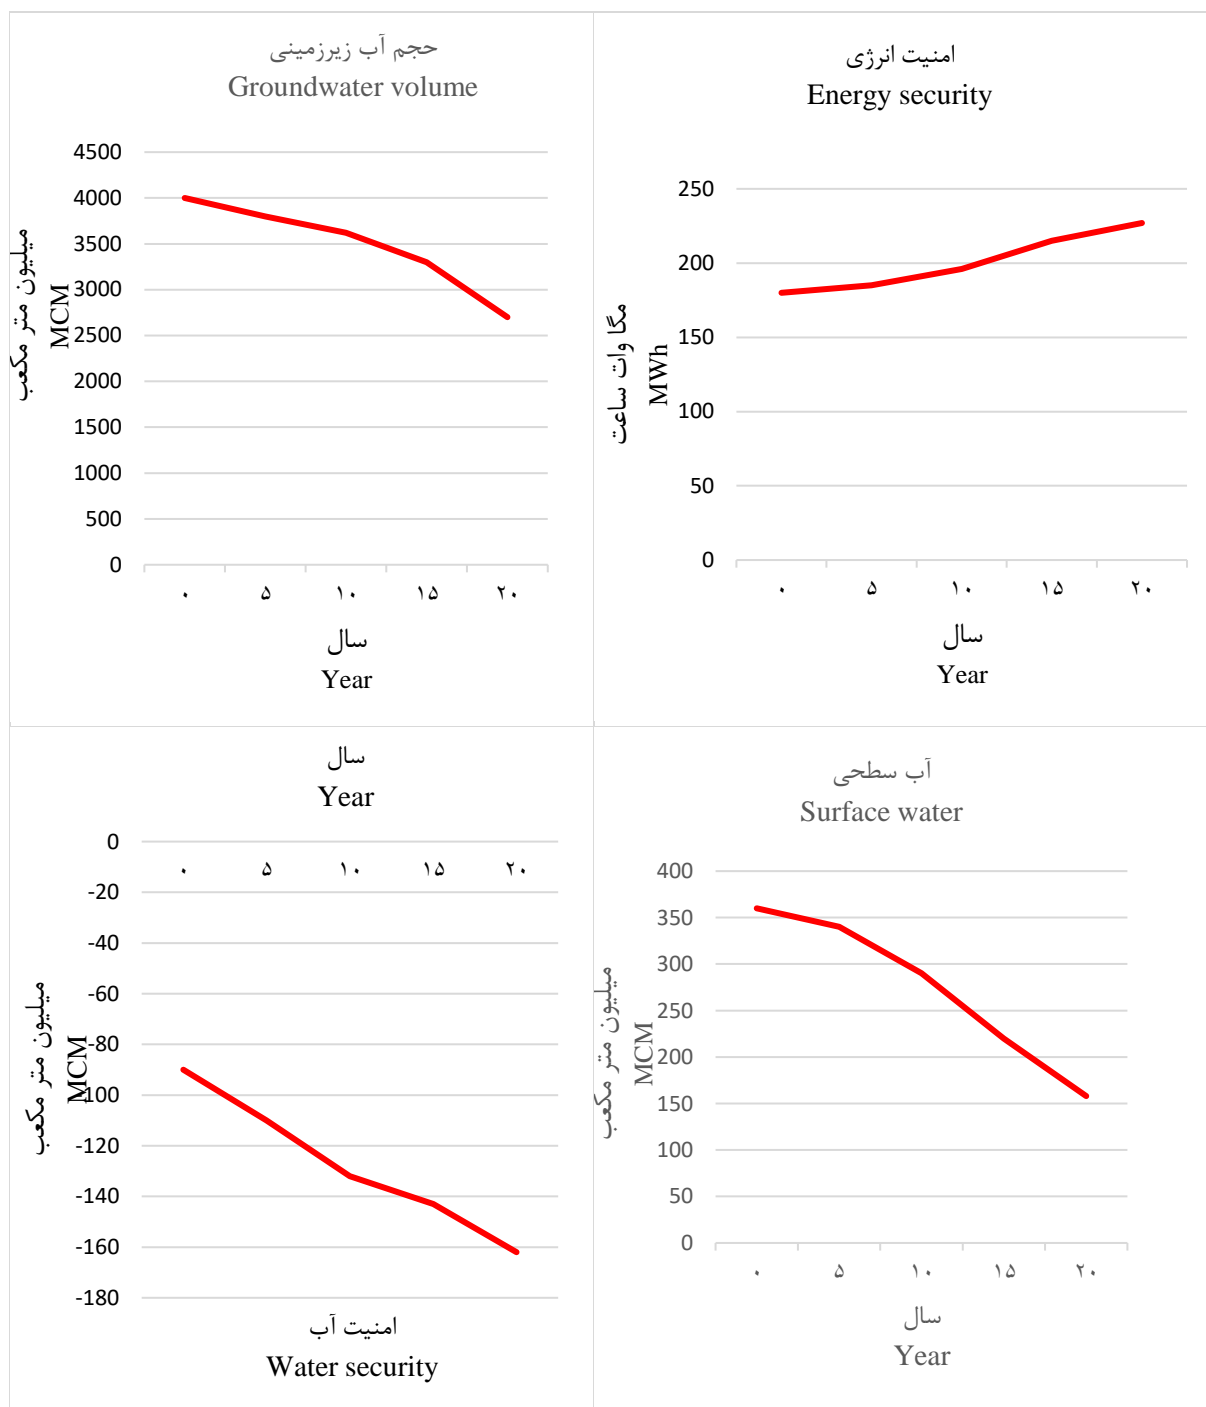 حجم آب زیرزمینی
Groundwater volume
میلیون متر مکعب
MCM
4500
4000
3500
3000
2500
2000
1500
1000
500
0
۰ ۵ ۱۰ ۱۵ ۲۰
سال
Year
امنیت انرژی
Energy security
مگا وات ساعت
MWh
250
200
150
100
50
0
۰ ۵ ۱۰ ۱۵ ۲۰
سال
Year
سال
Year
میلیون متر مکعب
MCM
0
۰ ۵ ۱۰ ۱۵ ۲۰
-20
-40
-60
-80
-100
-120
-140
-160
-180
امنیت آب
Water security
آب سطحی
Surface water
میلیون متر مکعب
MCM
400
350
300
250
200
150
100
50
0
۰ ۵ ۱۰ ۱۵ ۲۰
سال
Year